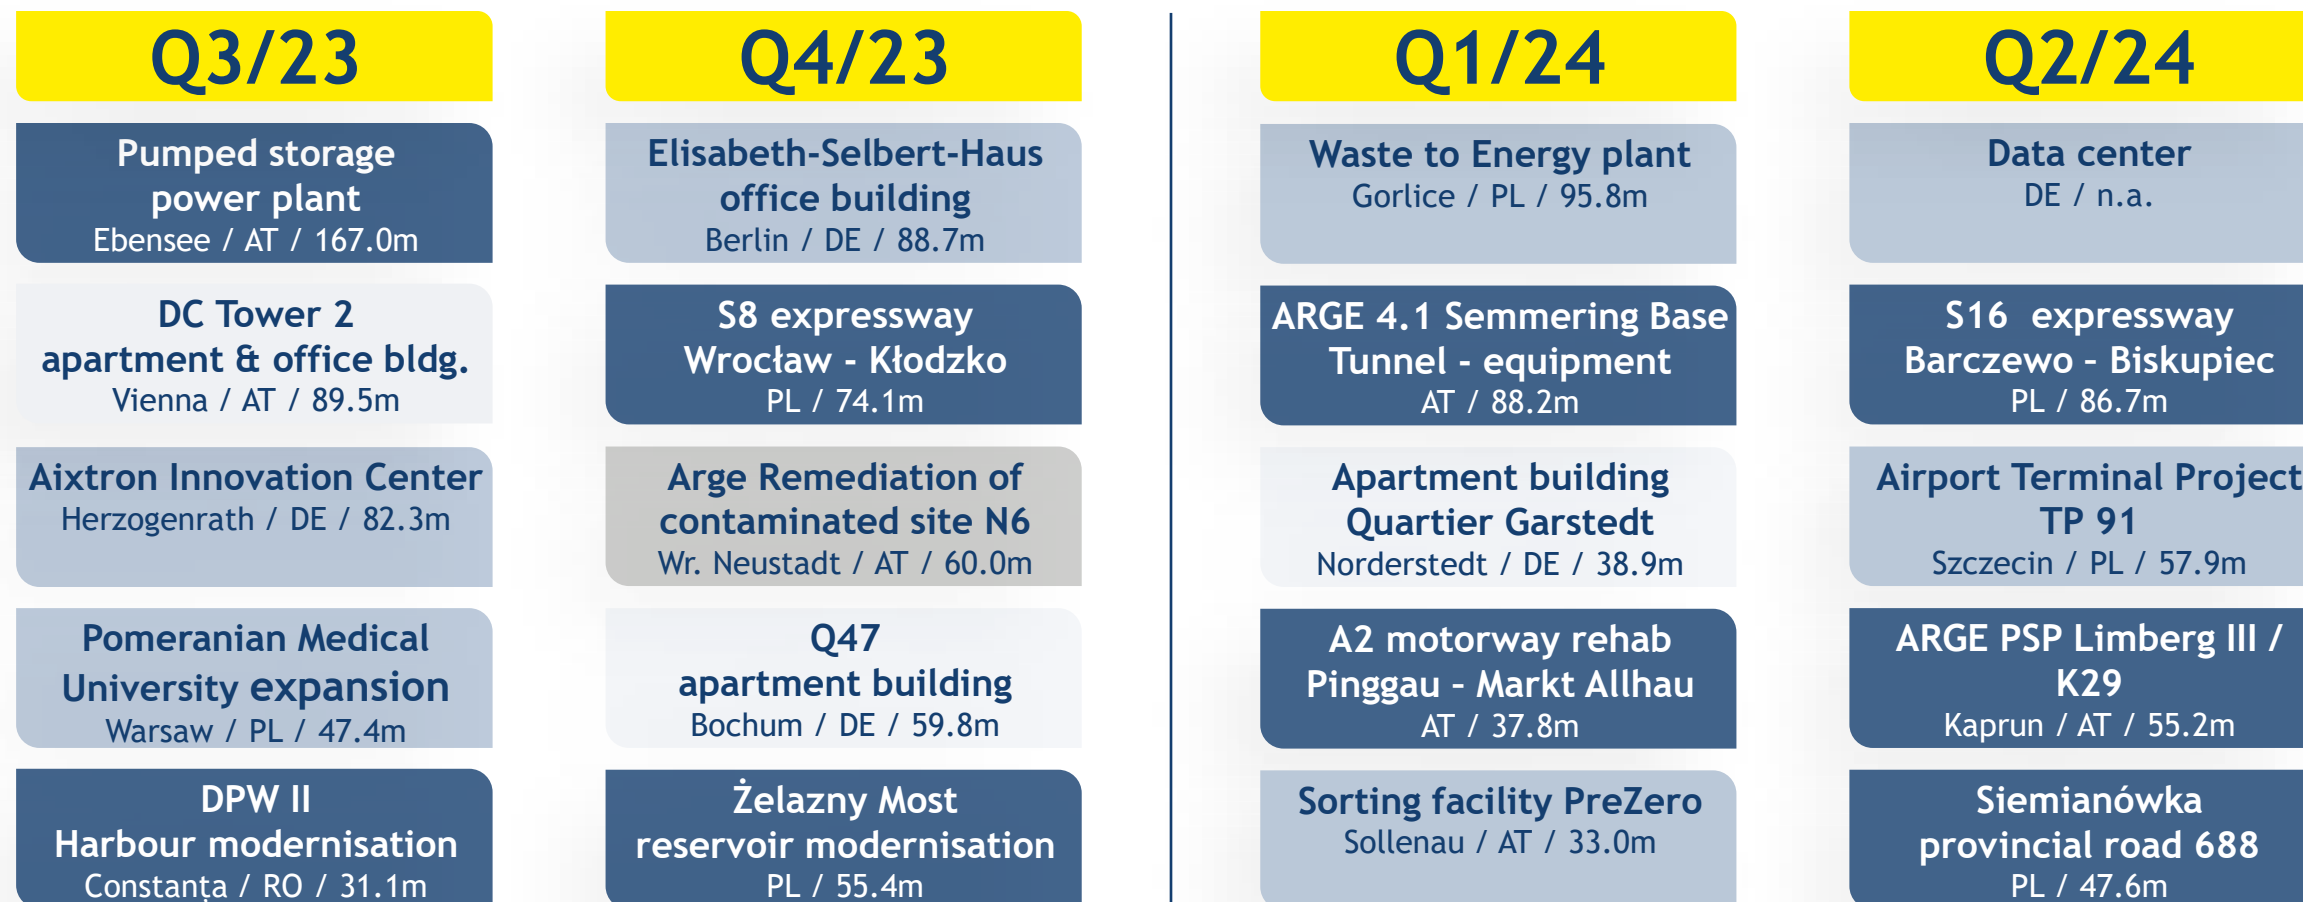 Q3/23
Pumped storage
power plant
Ebensee / AT / 167.0m
DC Tower 2
apartment & office bldg.
Vienna / AT / 89.5m
Aixtron Innovation Center
Herzogenrath / DE / 82.3m
Pomeranian Medical
University expansion
Warsaw / PL / 47.4m
DPW II
Harbour modernisation
Constanța / RO / 31.1m
Q4/23
Elisabeth-Selbert-Haus
office building
Berlin / DE / 88.7m
S8 expressway
Wrocław - Kłodzko
PL / 74.1m
Arge Remediation of
contaminated site N6
Wr. Neustadt / AT / 60.0m
Q47
apartment building
Bochum / DE / 59.8m
Żelazny Most
reservoir modernisation
PL / 55.4m
Q1/24
Waste to Energy plant
Gorlice / PL / 95.8m
ARGE 4.1 Semmering Base
Tunnel - equipment
AT / 88.2m
Apartment building
Quartier Garstedt
Norderstedt / DE / 38.9m
A2 motorway rehab
Pinggau – Markt Allhau
AT / 37.8m
Sorting facility PreZero
Sollenau / AT / 33.0m
Q2/24
Data center
DE / n.a.
S16 expressway
Barczewo – Biskupiec
PL / 86.7m
Airport Terminal Project
TP 91
Szczecin / PL / 57.9m
ARGE PSP Limberg III /
K29
Kaprun / AT / 55.2m
Siemianówka
provincial road 688
PL / 47.6m